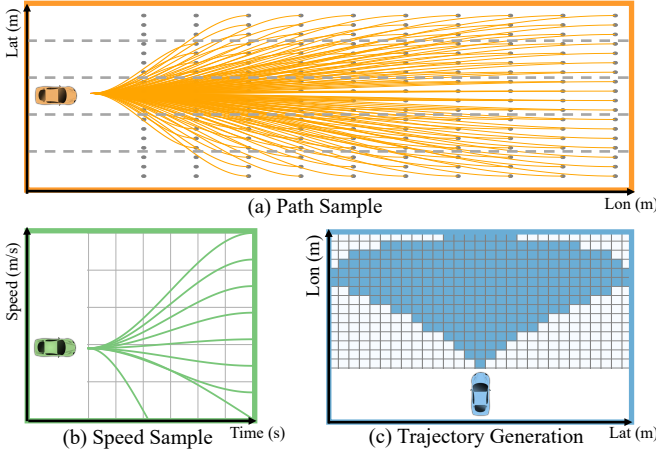 Lat (m)
Lon (m)
(a) Path Sample
Speed (m/s)
Time (s)
(b) Speed Sample
Lon (m)
Lat (m)
(c) Trajectory Generation